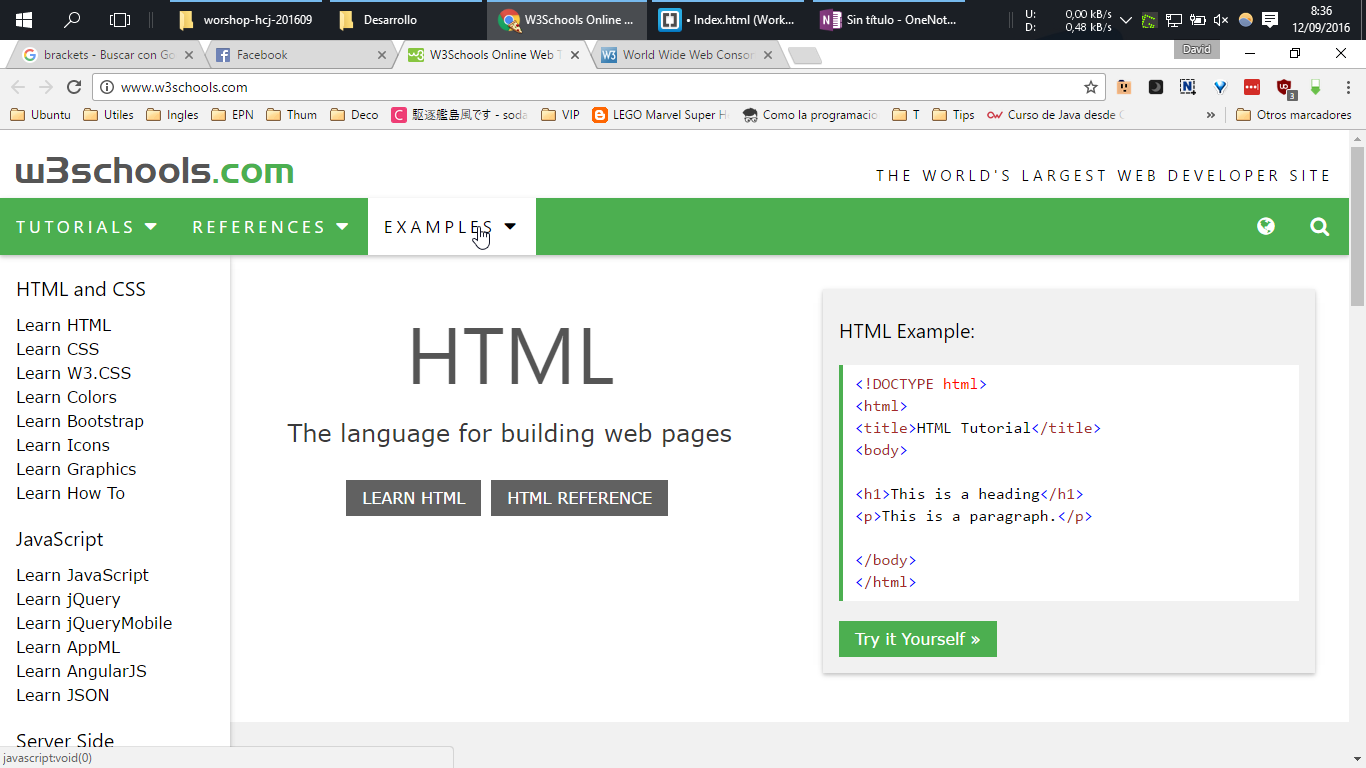 worshop-hcj-201609
Desarrollo
W3Schools Online ...
• Index.html (Work...
Sin título - OneNot...
U: 0,00 kB/s
D: 0,48 kB/s
8:36
12/09/2016
brackets - Buscar con Go
Facebook
W3Schools Online Web T
World Wide Web Consor
David
www.w3schools.com
3
Ubuntu
Utiles
Ingles
EPN
Thum
Deco
駆逐艦島風です - soda
VIP
LEGO Marvel Super H
Como la programacio
T
Tips
Curso de Java desde
»
Otros marcadores
w3schools.com
THE WORLD'S LARGEST WEB DEVELOPER SITE
TUTORIALS
REFERENCES
EXAMPLES
HTML and CSS
Learn HTML
Learn CSS
Learn W3.CSS
Learn Colors
Learn Bootstrap
Learn Icons
Learn Graphics
Learn How To
JavaScript
Learn JavaScript
Learn jQuery
Learn jQueryMobile
Learn AppML
Learn AngularJS
Learn JSON
Server Side
HTML
The language for building web pages
LEARN HTML
HTML REFERENCE
HTML Example:
<!DOCTYPE html>
<html>
<title>HTML Tutorial</title>
<body>
<h1>This is a heading</h1>
<p>This is a paragraph.</p>
</body>
</html>
Try it Yourself »
javascript:void(0)